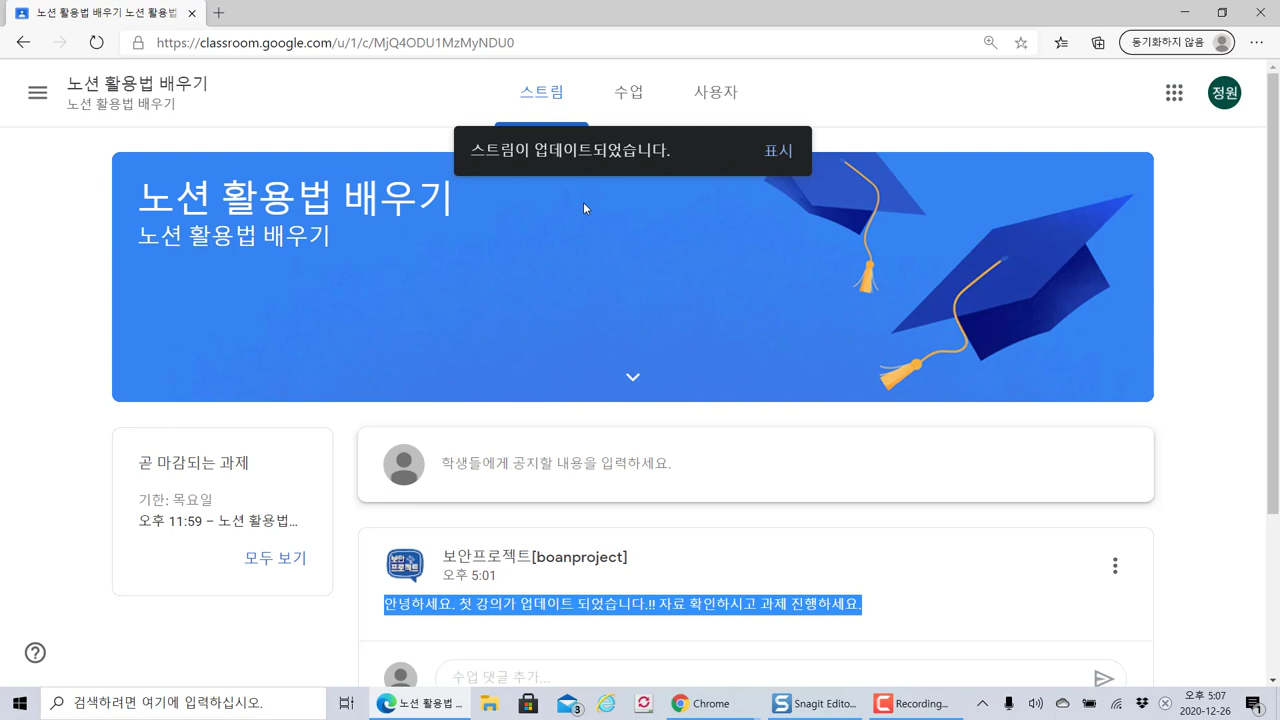 노션 활용법 배우기 노션 활용법
https://classroom.google.com/u/1/c/MjQ4ODU1MzMyNDU0
동기화하지 않음
노션 활용법 배우기
노션 활용법 배우기
스트림
수업
사용자
정원
스트림이 업데이트되었습니다.
표시
노션 활용법 배우기
노션 활용법 배우기
곧 마감되는 과제
기한: 목요일
오후 11:59 – 노션 활용법...
모두 보기
학생들에게 공지할 내용을 입력하세요.
보안
프로젝트
보안프로젝트[boanproject]
오후 5:01
안녕하세요. 첫 강의가 업데이트 되었습니다.!! 자료 확인하시고 과제 진행하세요.
수업 댓글 추가...
검색하려면 여기에 입력하십시오.
노션 활용법 ...
3
Chrome
Snagit Edito...
Recording...
오후 5:07
2020-12-26
1